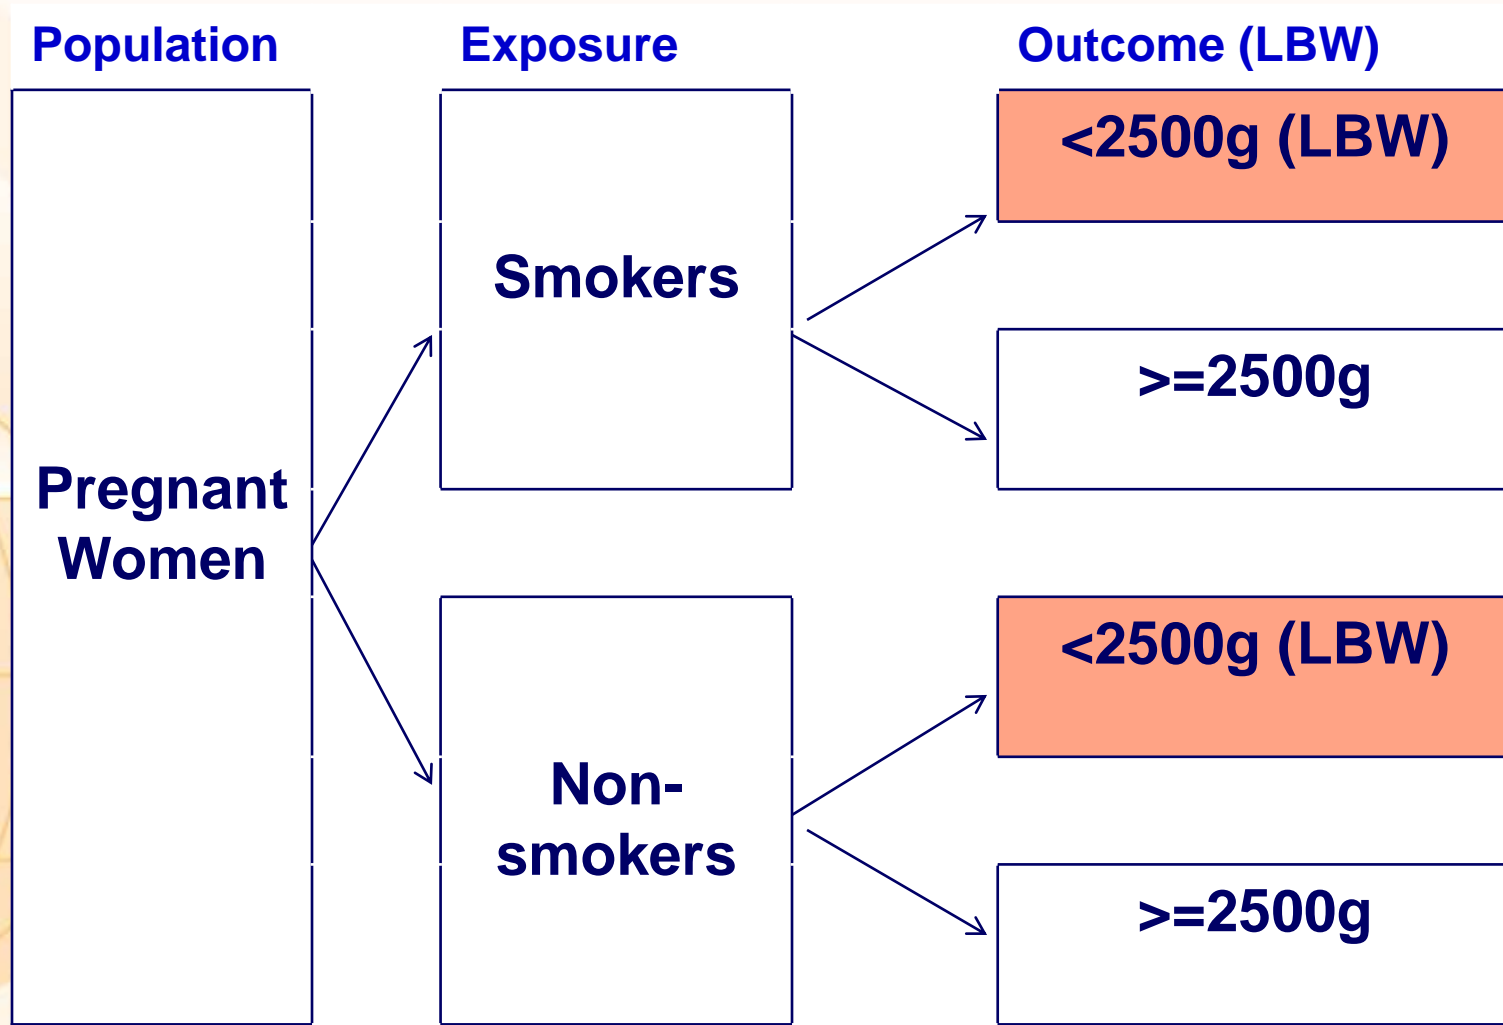 Population
Exposure
Outcome (LBW)
Pregnant
Women
Smokers
<2500g (LBW)
>=2500g
Non-
smokers
<2500g (LBW)
>=2500g